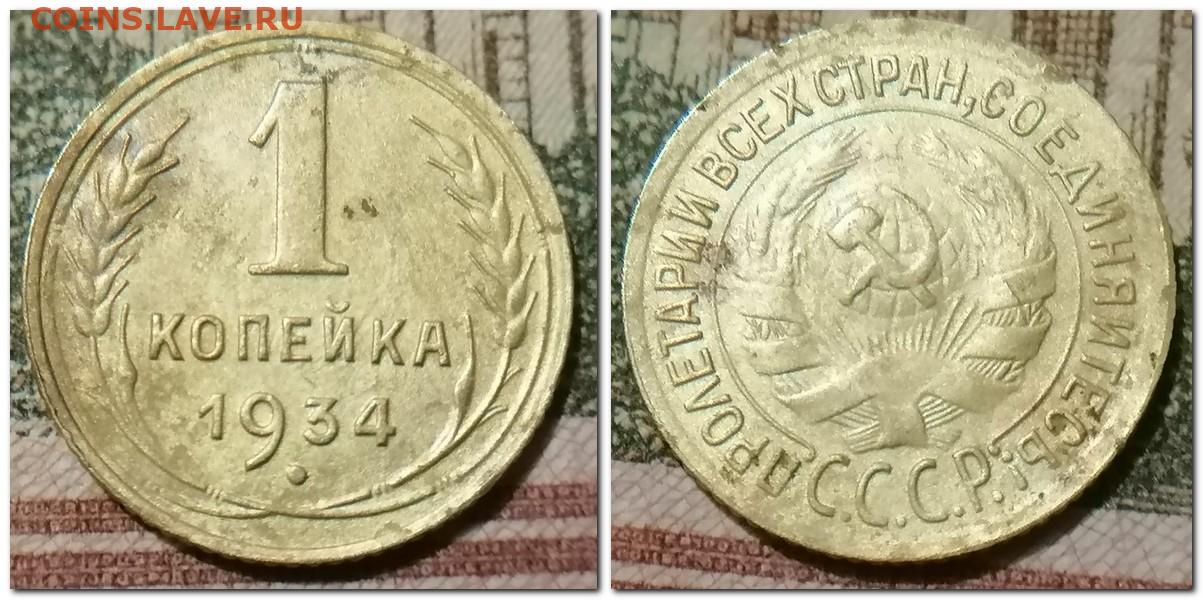 COINS.LAVE.RU
1
КОПЕЙКА
1934
ПРОЛЕТАРИИ ВСЕХ СТРАН, СОЕДИНЯЙТЕСЬ!
С.С.С.Р.